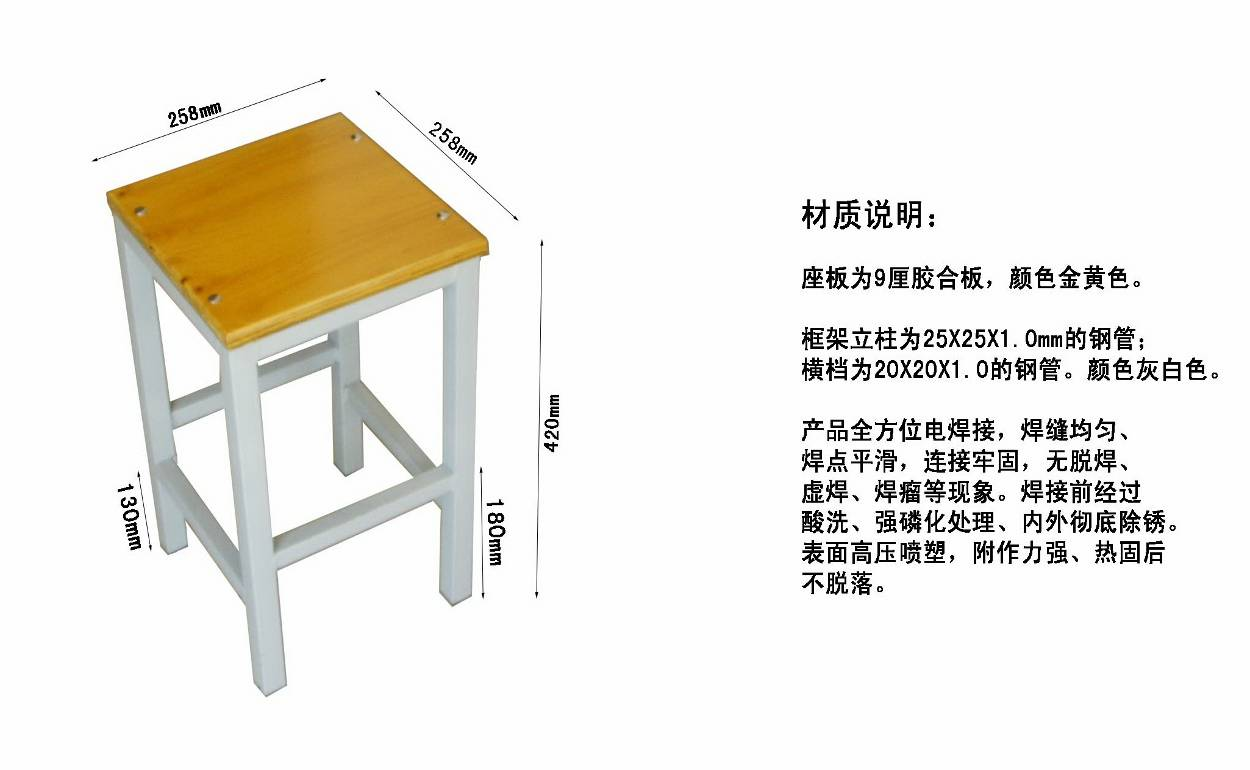 258mm
258mm
420mm
130mm
180mm
材质说明：
座板为9厘胶合板，颜色金黄色。
框架立柱为25X25X1.0mm的钢管；
横档为20X20X1.0的钢管。颜色灰白色。
产品全方位电焊接，焊缝均匀、
焊点平滑，连接牢固，无脱焊、
虚焊、焊瘤等现象。焊接前经过
酸洗、强磷化处理、内外彻底除锈。
表面高压喷塑，附作力强、热固后
不脱落。